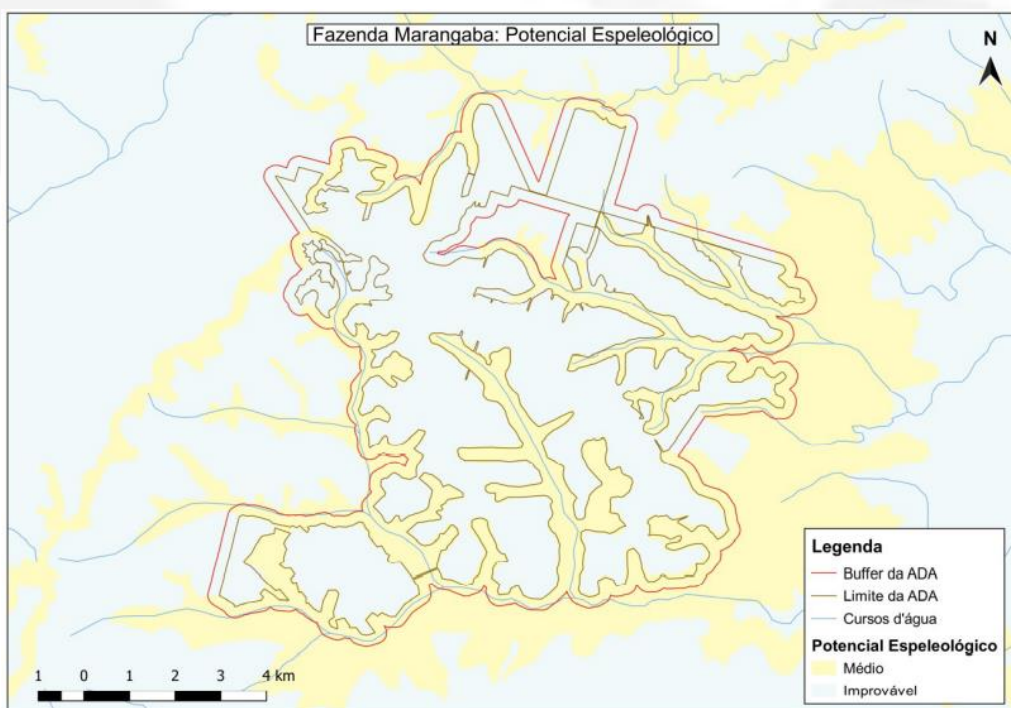 Fazenda Marangaba: Potencial Espeleológico
N
Legenda
Buffer da ADA
Limite da ADA
Cursos d'água
Potencial Espeleológico
Médio
Improvável
1 0 1 2 3 4 km